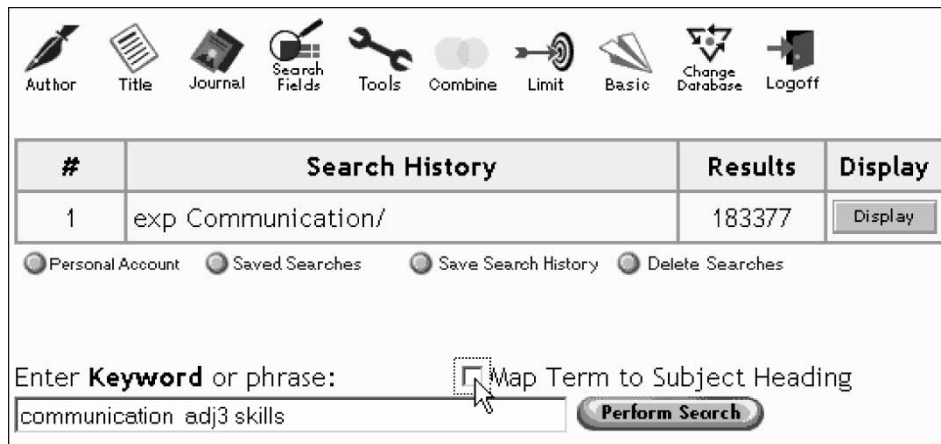 Author Title Journal Search Fields Tools Combine Limit Basic Change Database Logoff
# Search History Results Display
1 exp Communication/ 183377 Display
Personal Account Saved Searches Save Search History Delete Searches
Enter Keyword or phrase: Map Term to Subject Heading
communication adj3 skills Perform Search